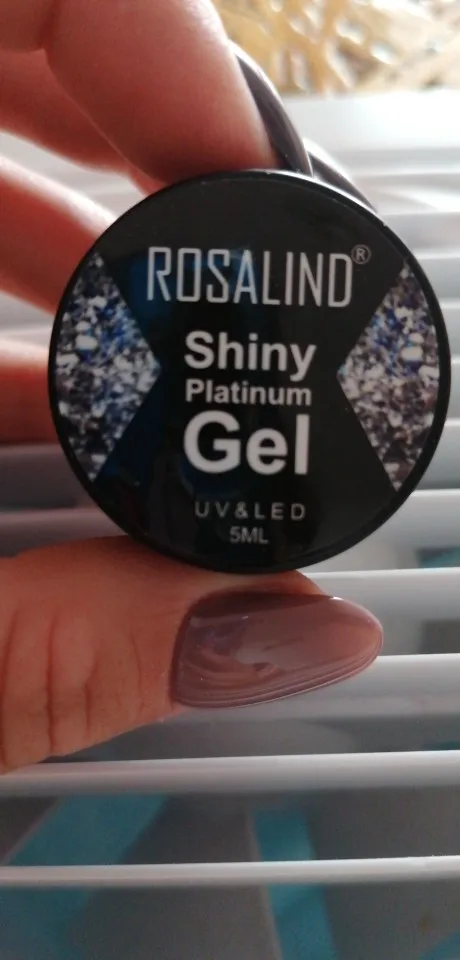 ROSALIND®
Shiny
Platinum
Gel
UV&LED
5ML